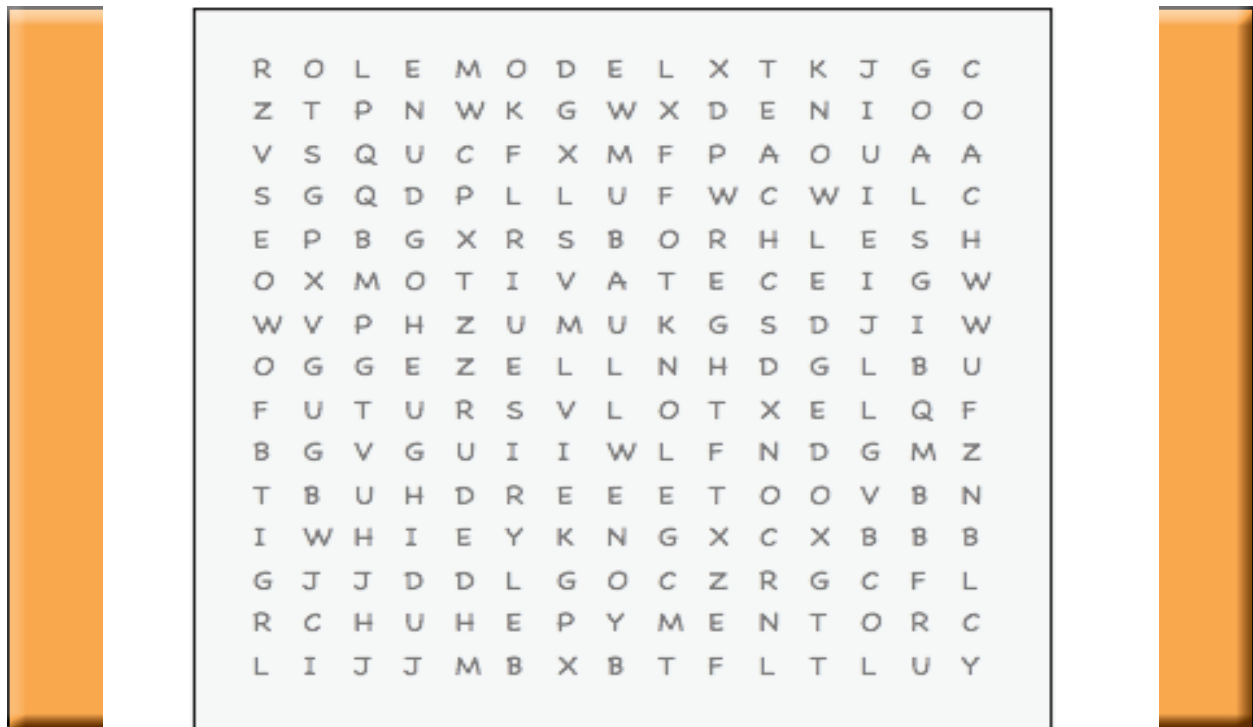 R O L E M O D E L X T K J G C
Z T P N W K G W X D E N I O O
V S Q U C F X M F P A O U A A
S G Q D P L L U F W C W I L C
E P B G X R S B O R H L E S H
O X M O T I V A T E C E I G W
W V P H Z U M U K G S D J I W
O G G E Z E L L N H D G L B U
F U T U R S V L O T X E L Q F
B G V G U I I W L F N D G M Z
T B U H D R E E E T O O V B N
I W H I E Y K N G X C X B B B
G J J D D L G O C Z R G C F L
R C H U H E P Y M E N T O R C
L I J J M B X B T F L T L U Y